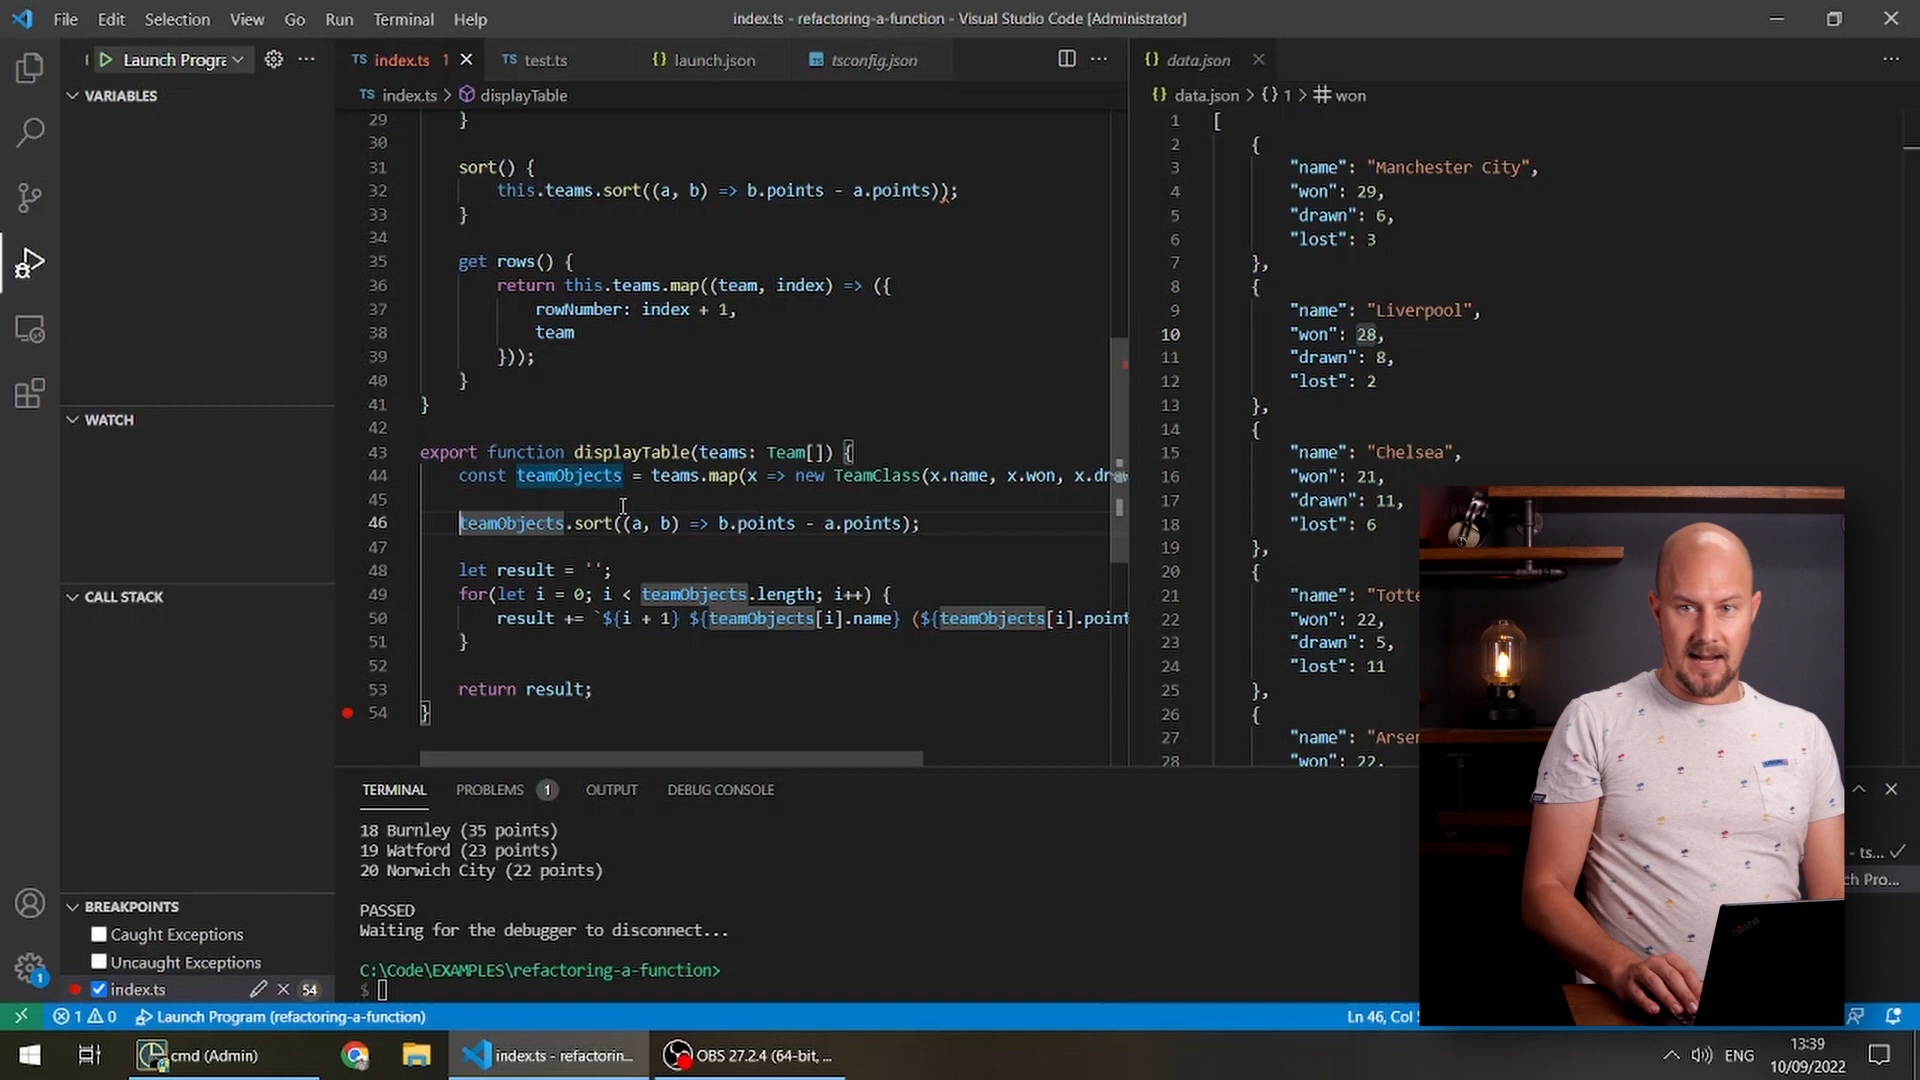 File Edit Selection View Go Run Terminal Help
index.ts - refactoring-a-function - Visual Studio Code [Administrator]
Launch Progra
TS index.ts 1
TS test.ts
{} launch.json
tsconfig.json
{} data.json
VARIABLES
TS index.ts > displayTable
{} data.json > {} 1 > # won
29 }
30
31 sort() {
32 this.teams.sort((a, b) => b.points - a.points));
33 }
34
35 get rows() {
36 return this.teams.map((team, index) => ({
37 rowNumber: index + 1,
38 team
39 }));
40 }
41 }
42
43 export function displayTable(teams: Team[]) {
44 const teamObjects = teams.map(x => new TeamClass(x.name, x.won, x.draw
45
46 teamObjects.sort((a, b) => b.points - a.points);
47
48 let result = '';
49 for(let i = 0; i < teamObjects.length; i++) {
50 result += `${i + 1} ${teamObjects[i].name} (${teamObjects[i].point
51 }
52
53 return result;
54 }
1 [
2 {
3 "name": "Manchester City",
4 "won": 29,
5 "drawn": 6,
6 "lost": 3
7 },
8 {
9 "name": "Liverpool",
10 "won": 28,
11 "drawn": 8,
12 "lost": 2
13 },
14 {
15 "name": "Chelsea",
16 "won": 21,
17 "drawn": 11,
18 "lost": 6
19 },
20 {
21 "name": "Totte
22 "won": 22,
23 "drawn": 5,
24 "lost": 11
25 },
26 {
27 "name": "Arsen
28 "won": 22,
WATCH
CALL STACK
BREAKPOINTS
Caught Exceptions
Uncaught Exceptions
index.ts 54
TERMINAL PROBLEMS 1 OUTPUT DEBUG CONSOLE
18 Burnley (35 points)
19 Watford (23 points)
20 Norwich City (22 points)
PASSED
Waiting for the debugger to disconnect...
C:\Code\EXAMPLES\refactoring-a-function>
$
- ts...
ch Pro...
ThinkPad
1
1 0 Launch Program (refactoring-a-function)
Ln 46, Col
cmd (Admin)
index.ts - refactorin...
OBS 27.2.4 (64-bit, ...
ENG
13:39
10/09/2022